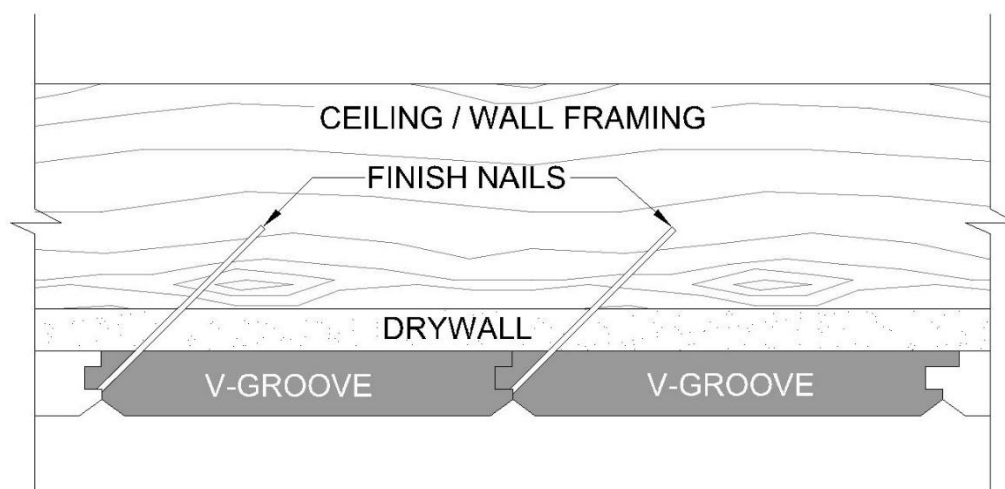 CEILING / WALL FRAMING
FINISH NAILS
DRYWALL
V-GROOVE
V-GROOVE